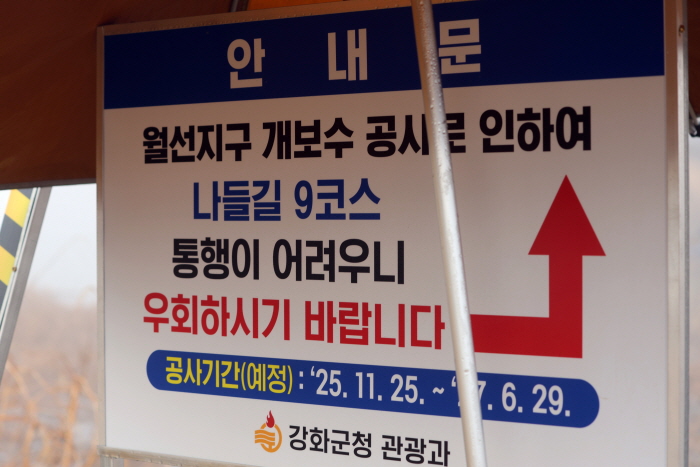 안내문
월선지구 개보수 공사로 인하여
나들길 9코스
통행이 어려우니
우회하시기 바랍니다
공사기간(예정) : ‘25. 11. 25. ~ ‘27. 6. 29.
강화군청 관광과